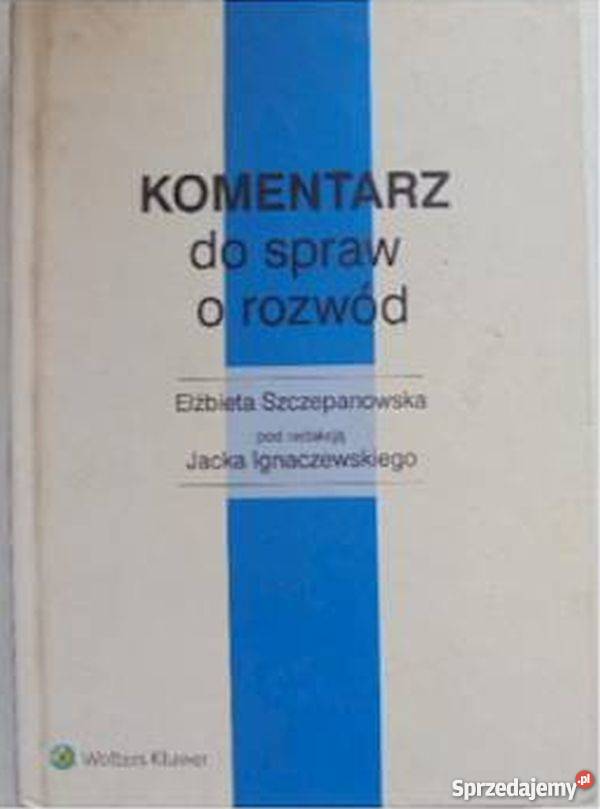 KOMENTARZ
do spraw
o rozwód
Elżbieta Szczepanowska
pod redakcją
Jacka Ignaczewskiego
Wolters Kluwer
Sprzedajemy.pl